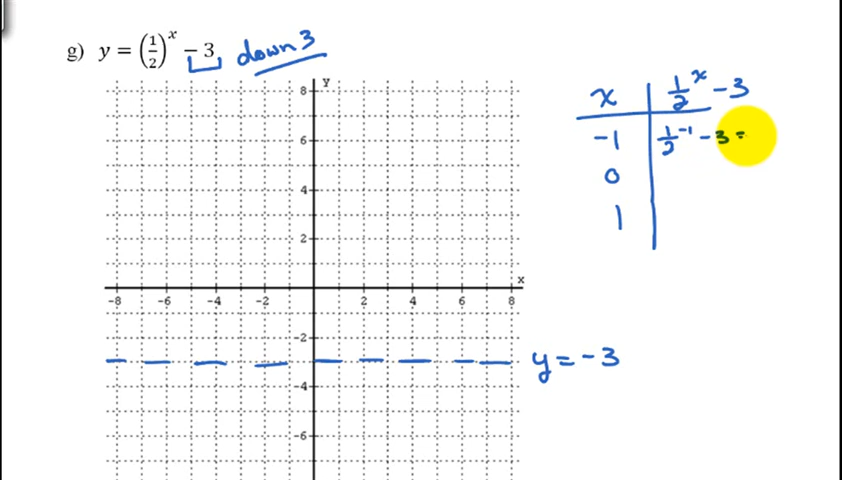 g) y = (1/2)^x − 3 down 3
x | 1/2^x − 3
−1 | 1/2^−1 − 3 =
0
1
y
8
6
4
2
x
-8 -6 -4 -2 2 4 6 8
-2
y = −3
-4
-6